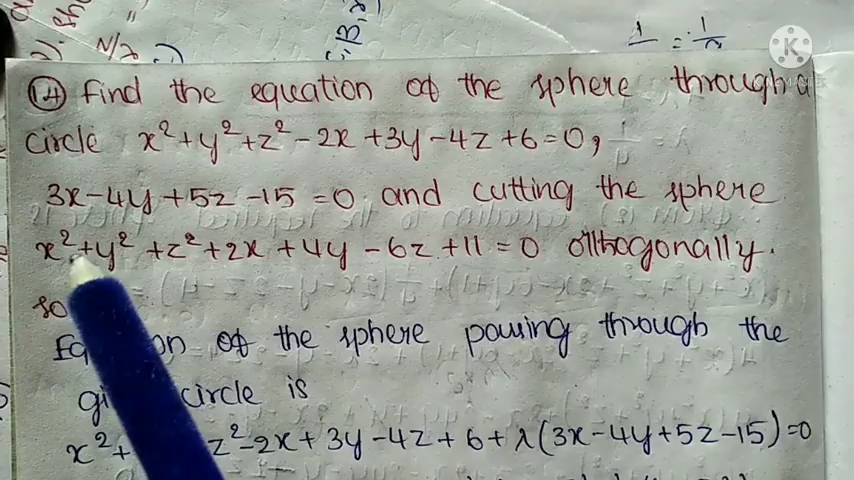 14 Find the equation of the sphere through a
circle x²+y²+z²-2x+3y-4z+6=0,
3x-4y+5z-15=0 and cutting the sphere
x²+y²+z²+2x+4y-6z+11=0 orthogonally.
Equation of the sphere passing through the
circle is
x²+ z²-2x+3y-4z+6+λ(3x-4y+5z-15)=0